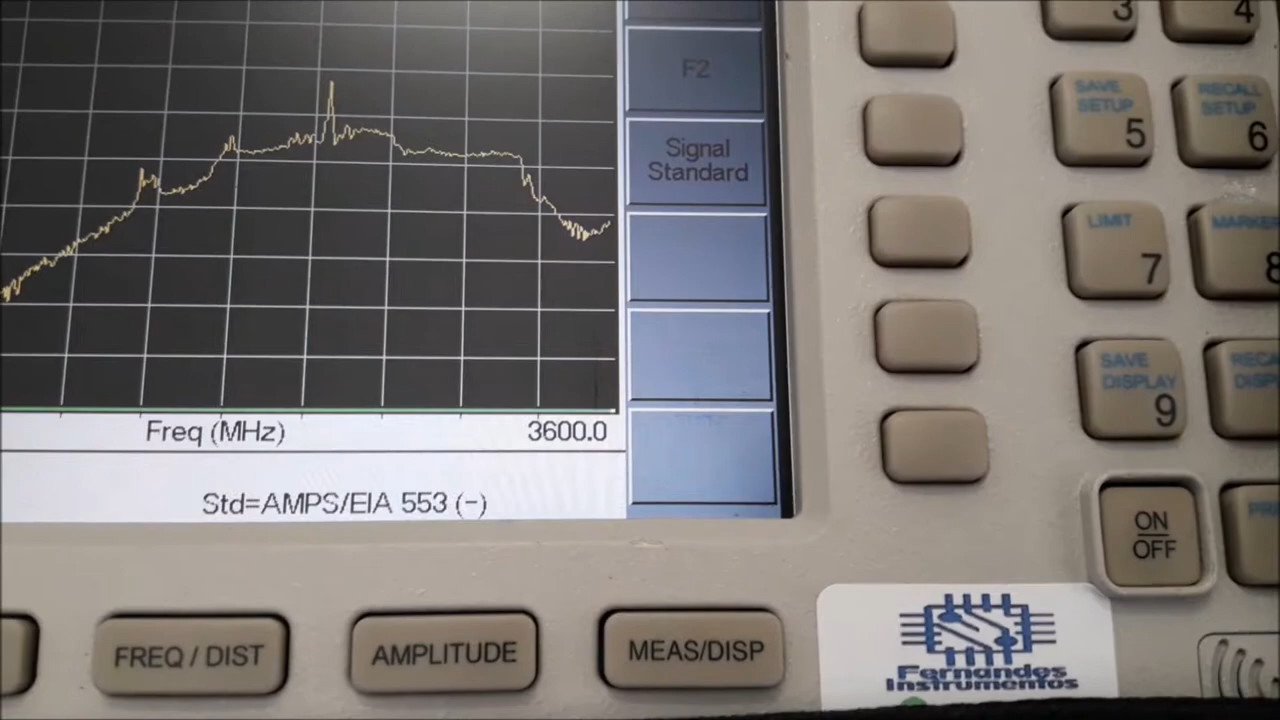 3
4
F2
SAVE
SETUP
5
RECALL
SETUP
6
Signal
Standard
LIMIT
7
8
SAVE
DISPLAY
9
Freq (MHz)
3600.0
Std=AMPS/EIA 553 (-)
ON
OFF
FREQ / DIST
AMPLITUDE
MEAS/DISP
Fernandes
Instrumentos